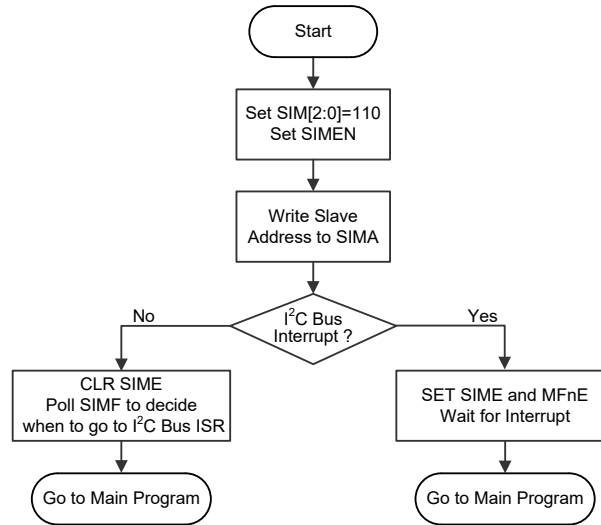 Start
Set SIM[2:0]=110
Set SIMEN
Write Slave
Address to SIMA
I²C Bus
Interrupt ?
No
Yes
CLR SIME
Poll SIMF to decide
when to go to I²C Bus ISR
SET SIME and MFnE
Wait for Interrupt
Go to Main Program
Go to Main Program